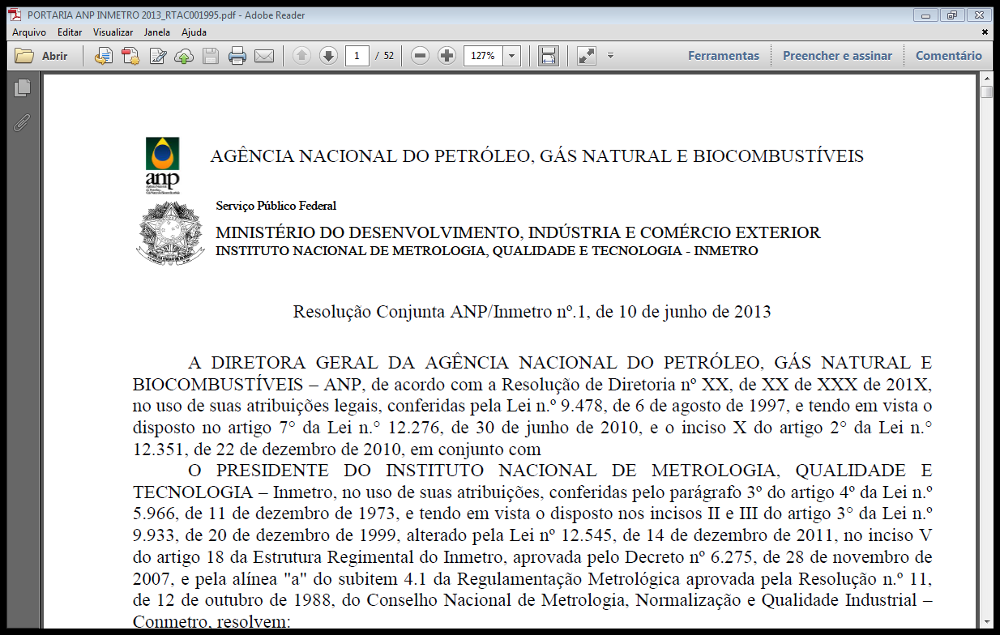 PORTARIA ANP INMETRO 2013_RTAC001995.pdf - Adobe Reader
Arquivo Editar Visualizar Janela Ajuda
Abrir 1 / 52 127% Ferramentas Preencher e assinar Comentário
AGÊNCIA NACIONAL DO PETRÓLEO, GÁS NATURAL E BIOCOMBUSTÍVEIS
anp
Serviço Público Federal
MINISTÉRIO DO DESENVOLVIMENTO, INDÚSTRIA E COMÉRCIO EXTERIOR
INSTITUTO NACIONAL DE METROLOGIA, QUALIDADE E TECNOLOGIA - INMETRO
Resolução Conjunta ANP/Inmetro nº.1, de 10 de junho de 2013
A DIRETORA GERAL DA AGÊNCIA NACIONAL DO PETRÓLEO, GÁS NATURAL E
BIOCOMBUSTÍVEIS – ANP, de acordo com a Resolução de Diretoria nº XX, de XX de XXX de 201X,
no uso de suas atribuições legais, conferidas pela Lei n.º 9.478, de 6 de agosto de 1997, e tendo em vista o
disposto no artigo 7° da Lei n.° 12.276, de 30 de junho de 2010, e o inciso X do artigo 2° da Lei n.°
12.351, de 22 de dezembro de 2010, em conjunto com
O PRESIDENTE DO INSTITUTO NACIONAL DE METROLOGIA, QUALIDADE E
TECNOLOGIA – Inmetro, no uso de suas atribuições, conferidas pelo parágrafo 3º do artigo 4º da Lei n.º
5.966, de 11 de dezembro de 1973, e tendo em vista o disposto nos incisos II e III do artigo 3° da Lei n.º
9.933, de 20 de dezembro de 1999, alterado pela Lei nº 12.545, de 14 de dezembro de 2011, no inciso V
do artigo 18 da Estrutura Regimental do Inmetro, aprovada pelo Decreto nº 6.275, de 28 de novembro de
2007, e pela alínea "a" do subitem 4.1 da Regulamentação Metrológica aprovada pela Resolução n.º 11,
de 12 de outubro de 1988, do Conselho Nacional de Metrologia, Normalização e Qualidade Industrial –
Conmetro, resolvem: